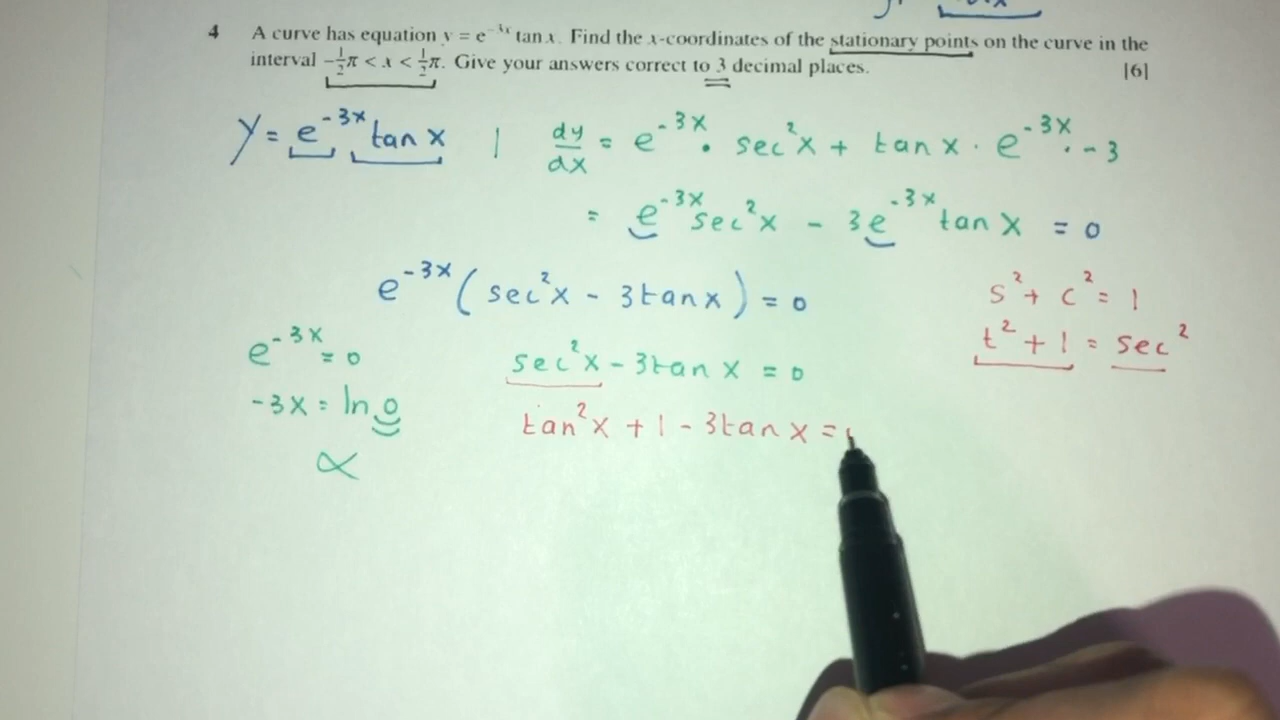 4 A curve has equation y = e⁻³ˣ tan x. Find the x-coordinates of the stationary points on the curve in the
interval −½π < x < ½π. Give your answers correct to 3 decimal places. [6]
y = e⁻³ˣ tan x | dy/dx = e⁻³ˣ · sec²x + tan x · e⁻³ˣ · -3
= e⁻³ˣ sec²x - 3e⁻³ˣ tan x = 0
e⁻³ˣ (sec²x - 3tanx) = 0
s² + c² = 1
t² + 1 = sec²
e⁻³ˣ = 0
-3x = ln 0
∝
sec²x - 3tan x = 0
tan²x + 1 - 3tan x =